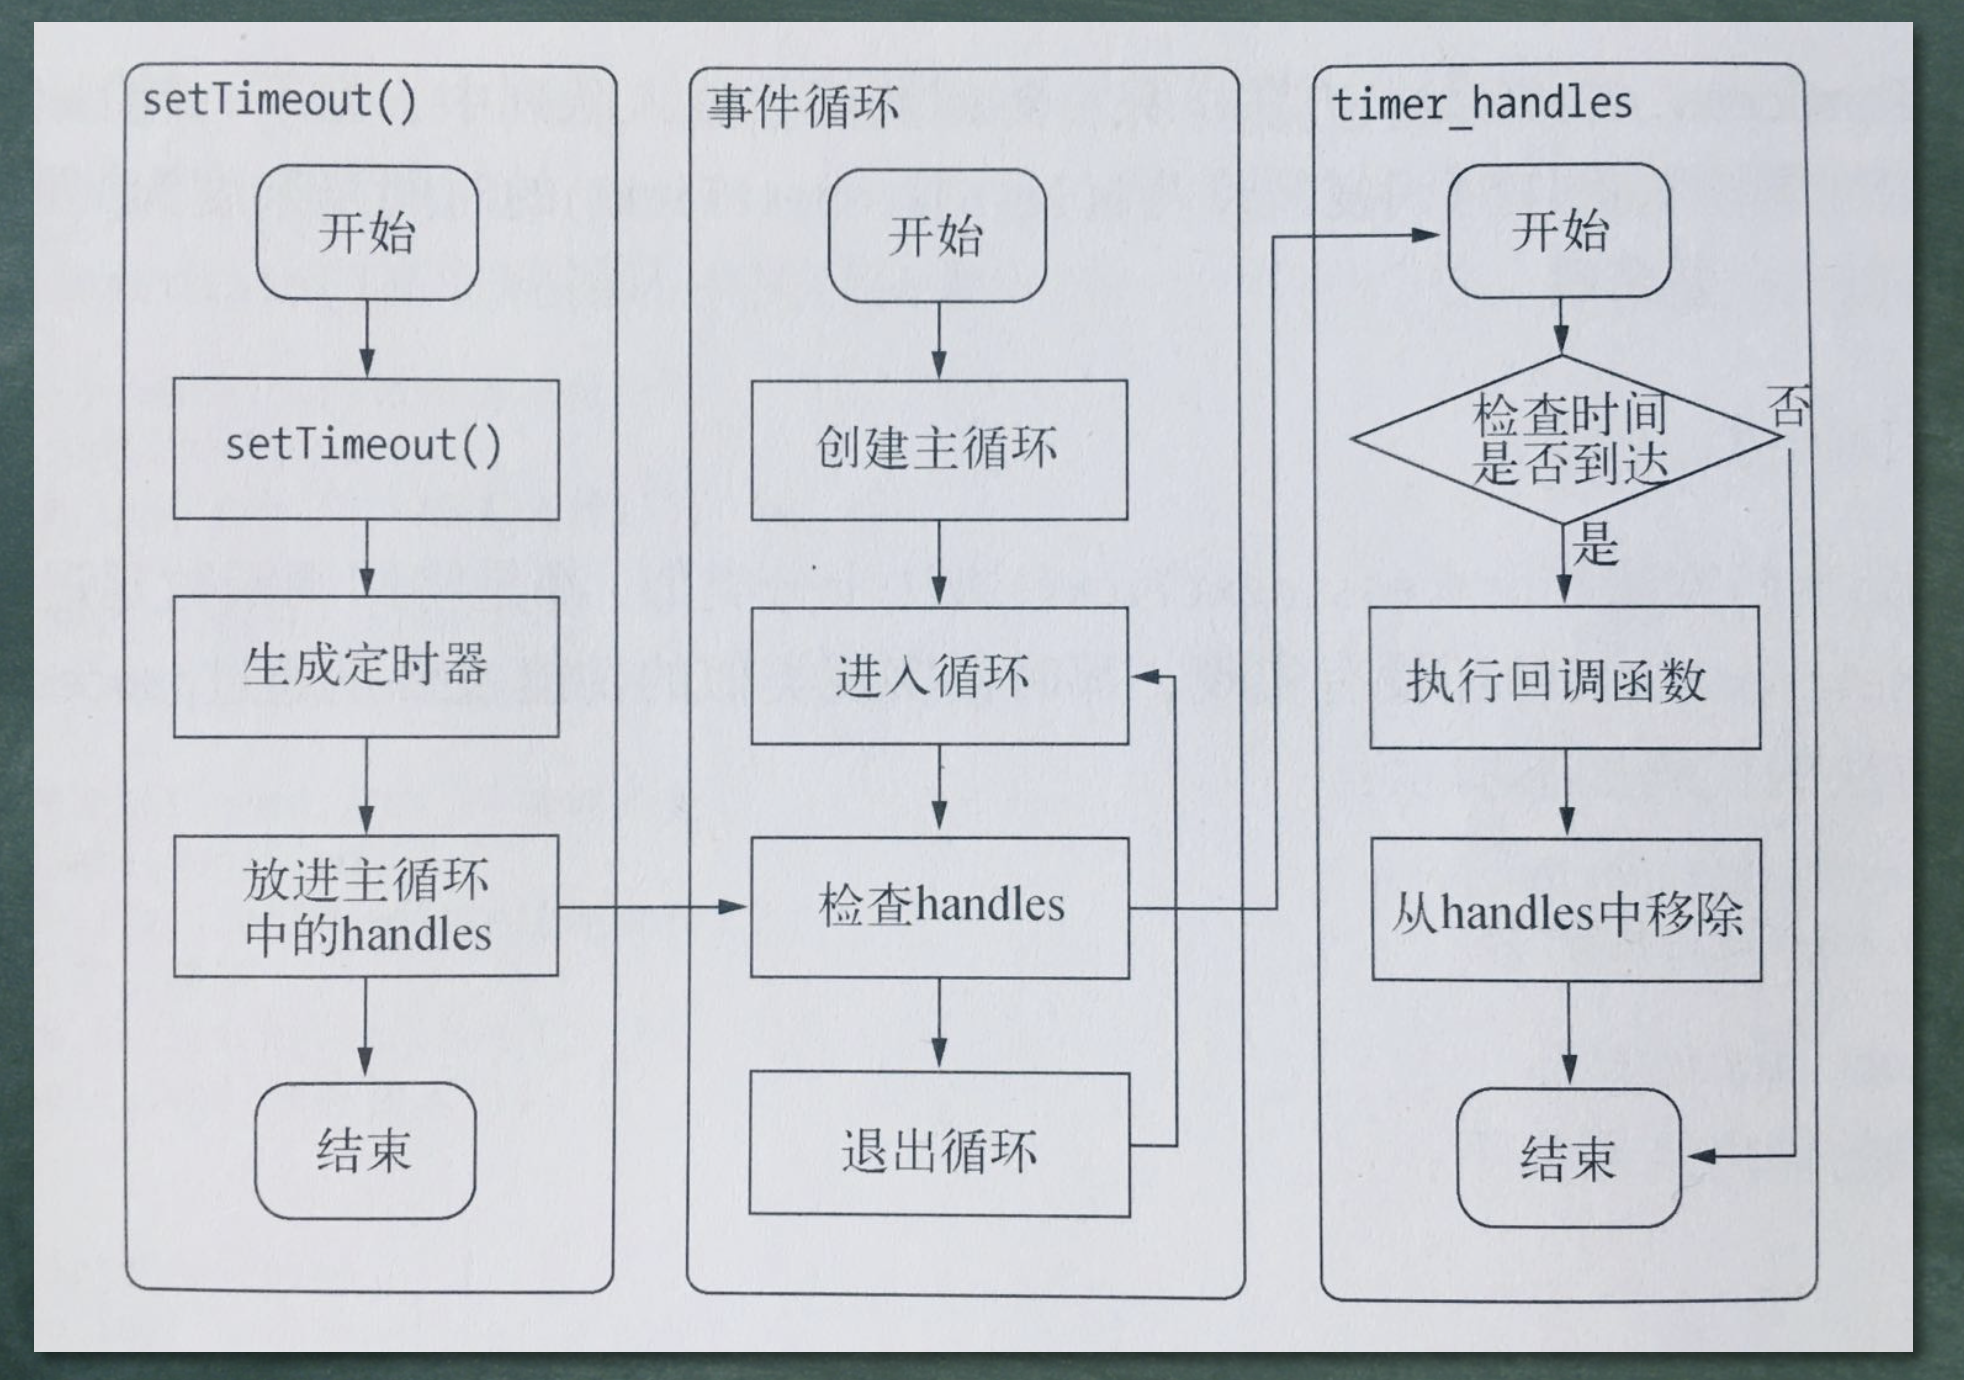 setTimeout()
开始
setTimeout()
生成定时器
放进主循环
中的handles
结束
事件循环
开始
创建主循环
进入循环
检查handles
退出循环
timer_handles
开始
检查时间
是否到达
否
是
执行回调函数
从handles中移除
结束